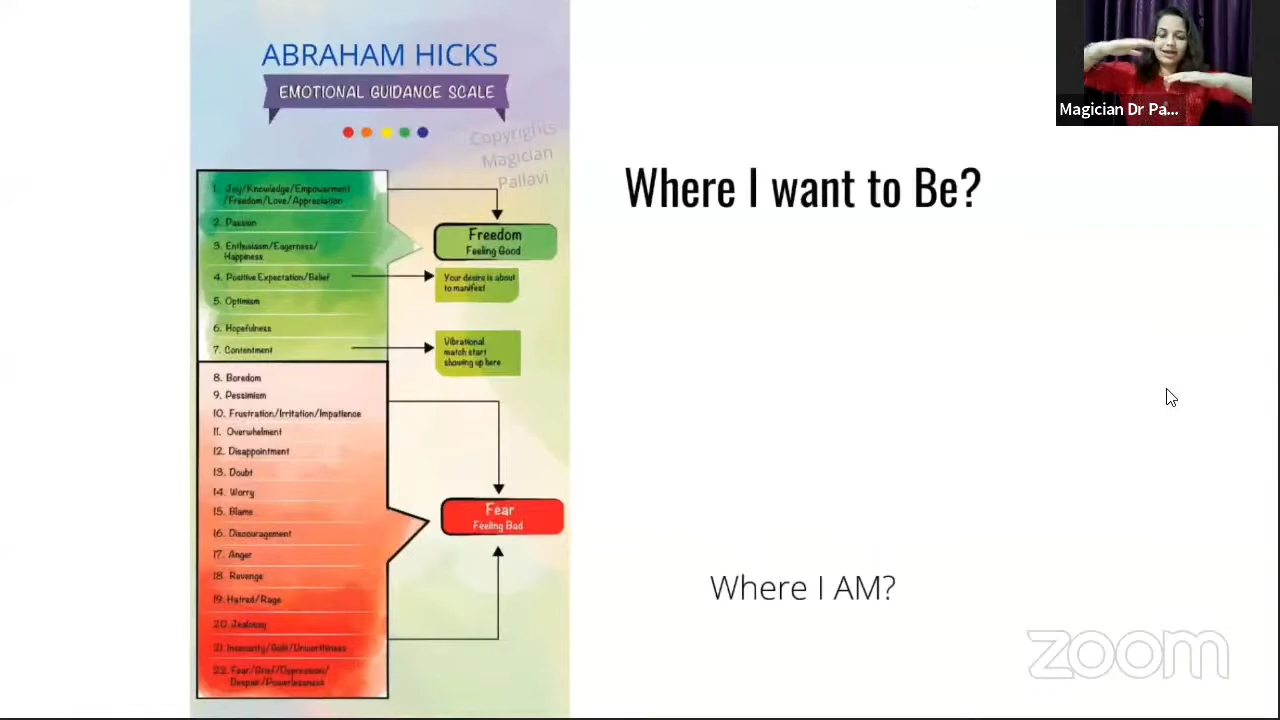 ABRAHAM HICKS
EMOTIONAL GUIDANCE SCALE
Copyrights
Magician
Pallavi
1. Joy/Knowledge/Empowerment
/Freedom/Love/Appreciation
2. Passion
3. Enthusiasm/Eagerness/
Happiness
4. Positive Expectation/Belief
5. Optimism
6. Hopefulness
7. Contentment
Freedom
Feeling Good
Your desire is about
to manifest
Vibrational
match start
showing up here
8. Boredom
9. Pessimism
10. Frustration/Irritation/Impatience
11. Overwhelment
12. Disappointment
13. Doubt
14. Worry
15. Blame
16. Discouragement
17. Anger
18. Revenge
19. Hatred/Rage
20. Jealousy
21. Insecurity/Guilt/Unworthiness
22. Fear/Grief/Depression/
Despair/Powerlessness
Fear
Feeling Bad
Where I want to Be?
Where I AM?
Magician Dr Pa...
zoom